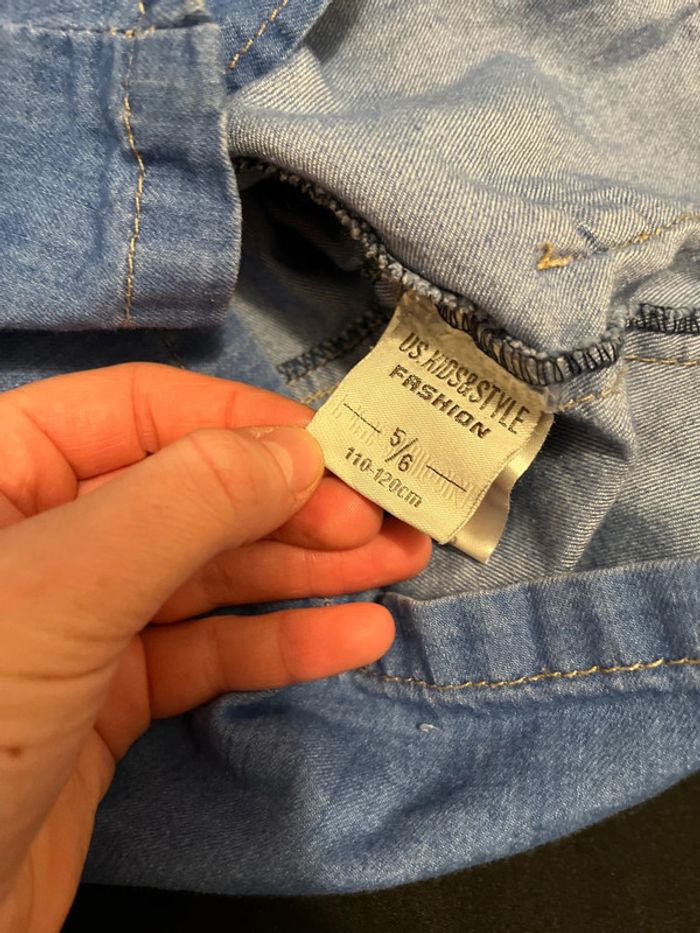 US.KIDS&STYLE
FASHION
5/6
110-120cm